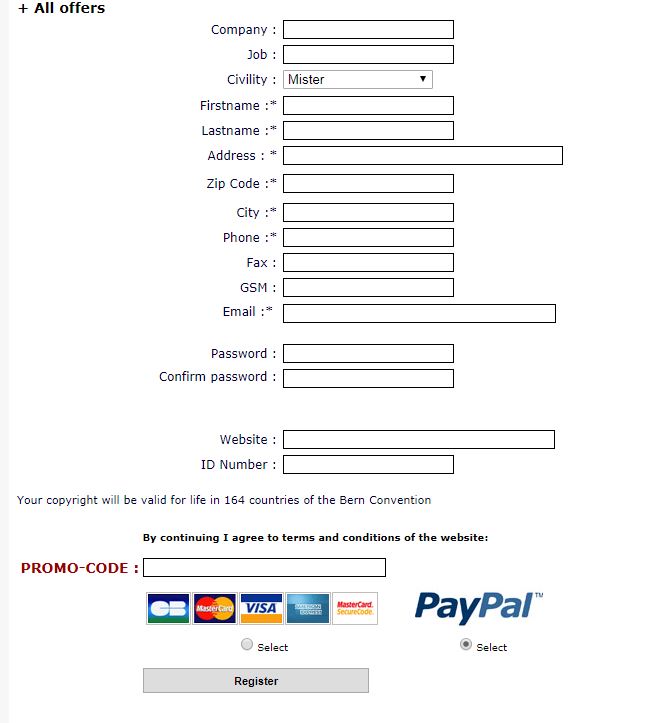 + All offers
Company :
Job :
Civility : Mister
Firstname :*
Lastname :*
Address : *
Zip Code :*
City :*
Phone :*
Fax :
GSM :
Email :*
Password :
Confirm password :
Website :
ID Number :
Your copyright will be valid for life in 164 countries of the Bern Convention
By continuing I agree to terms and conditions of the website:
PROMO-CODE :
CB MasterCard VISA AMERICAN EXPRESS MasterCard. SecureCode. PayPal™
Select Select
Register